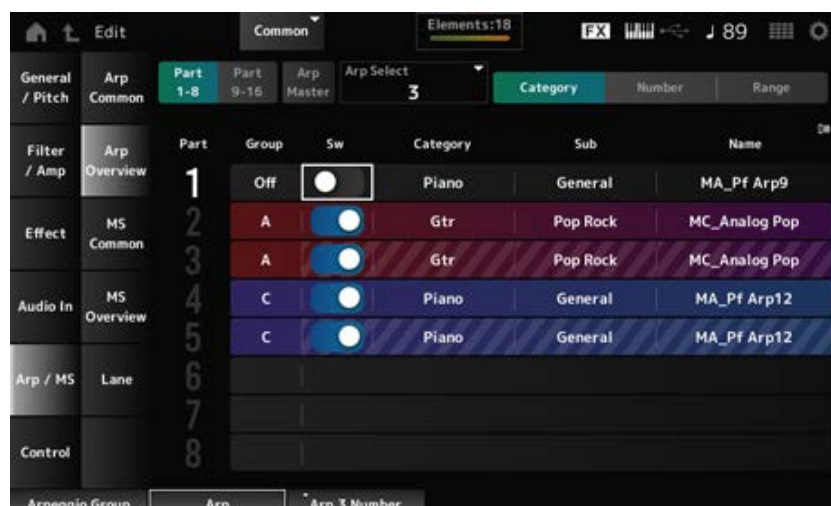 Edit
Common
Elements:18
FX
♩ 89
General / Pitch
Arp Common
Part 1-8
Part 9-16
Arp Master
Arp Select
3
Category
Number
Range
Filter / Amp
Arp Overview
Part
Group
Sw
Category
Sub
Name
1
Off
Piano
General
MA_Pf Arp9
Effect
MS Common
2
A
Gtr
Pop Rock
MC_Analog Pop
3
A
Gtr
Pop Rock
MC_Analog Pop
Audio In
MS Overview
4
C
Piano
General
MA_Pf Arp12
5
C
Piano
General
MA_Pf Arp12
Arp / MS
Lane
6
7
Control
8
Arpeggio Group
Arp
Arp 3 Number